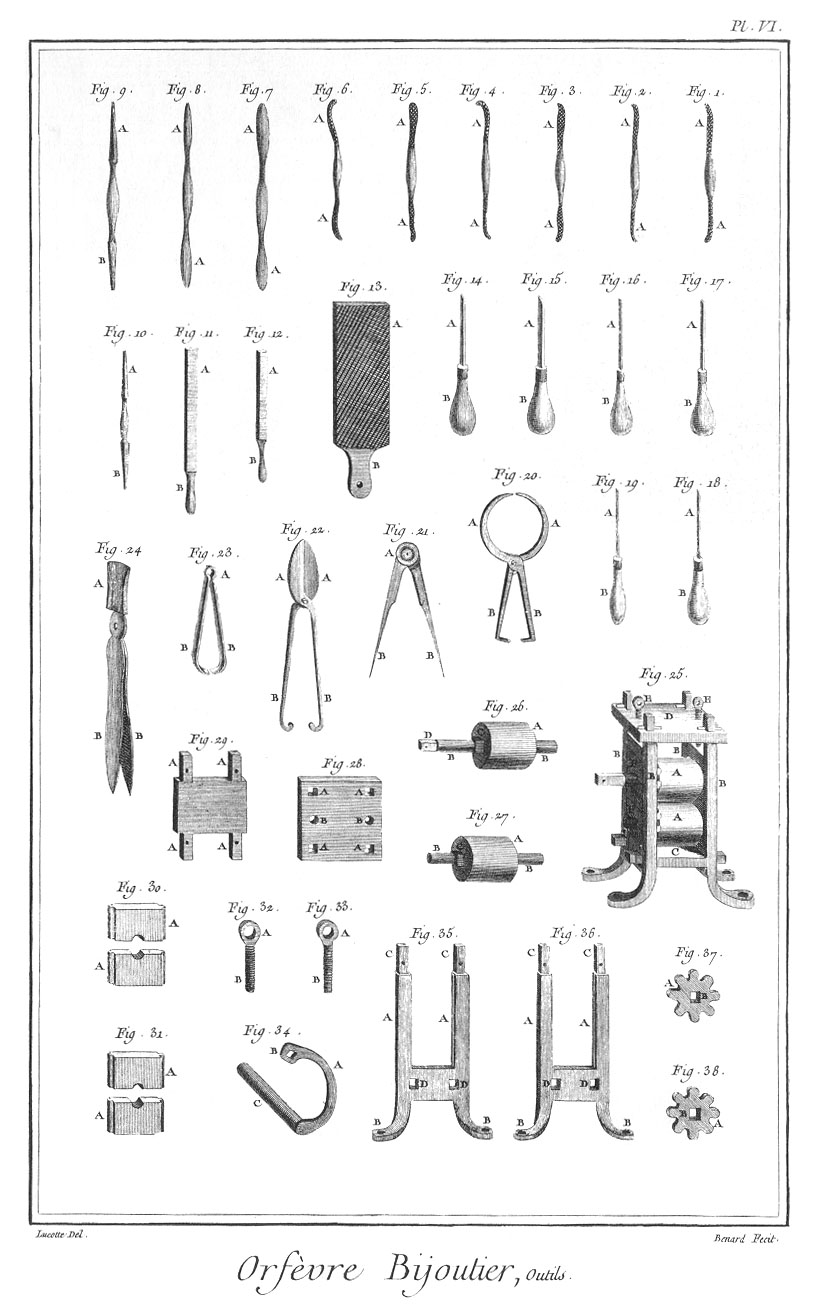 Pl. VI.
Fig. 9. Fig. 8. Fig. 7 Fig. 6. Fig. 5. Fig. 4. Fig. 3. Fig. 2. Fig. 1.
A A A A A A A A A
A A A A A A A A
B
Fig. 13. Fig. 14. Fig. 15. Fig. 16. Fig. 17.
A A A A A
Fig. 10. Fig. 11. Fig. 12.
A A A
B B B B
B B B B
Fig. 20. Fig. 19. Fig. 18.
A A A A
Fig. 24 Fig. 23. Fig. 22. Fig. 21.
A A A A A
B B B B
B B B B B B
Fig. 25.
B B
D
B B B B
A
A
C
B B B B
Fig. 26.
D A
B B
Fig. 29. Fig. 28.
A A A A
B B
A A A A
Fig. 27.
A
B B
Fig. 30. Fig. 32. Fig. 33.
A A A
A B B
Fig. 35. Fig. 36. Fig. 37.
C C C C
A A A A
A B
D D D D
B B B B
Fig. 31. Fig. 34.
A B A
A C
Fig. 38.
B A
Lucotte Del. Benard Fecit.
Orfèvre Bijoutier, Outils.